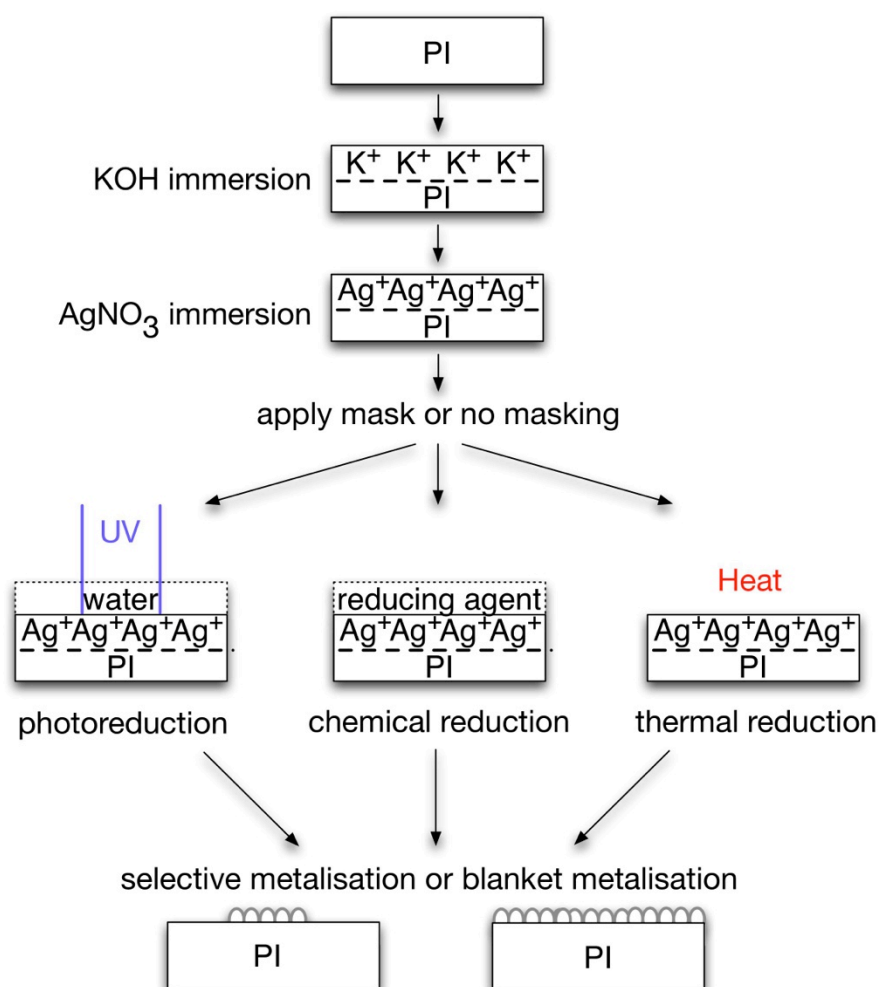 PI
KOH immersion
K⁺ K⁺ K⁺ K⁺
PI
AgNO₃ immersion
Ag⁺Ag⁺Ag⁺Ag⁺
PI
apply mask or no masking
UV
water
Ag⁺Ag⁺Ag⁺Ag⁺
PI
photoreduction
reducing agent
Ag⁺Ag⁺Ag⁺Ag⁺
PI
chemical reduction
Heat
Ag⁺Ag⁺Ag⁺Ag⁺
PI
thermal reduction
selective metalisation or blanket metalisation
PI
PI